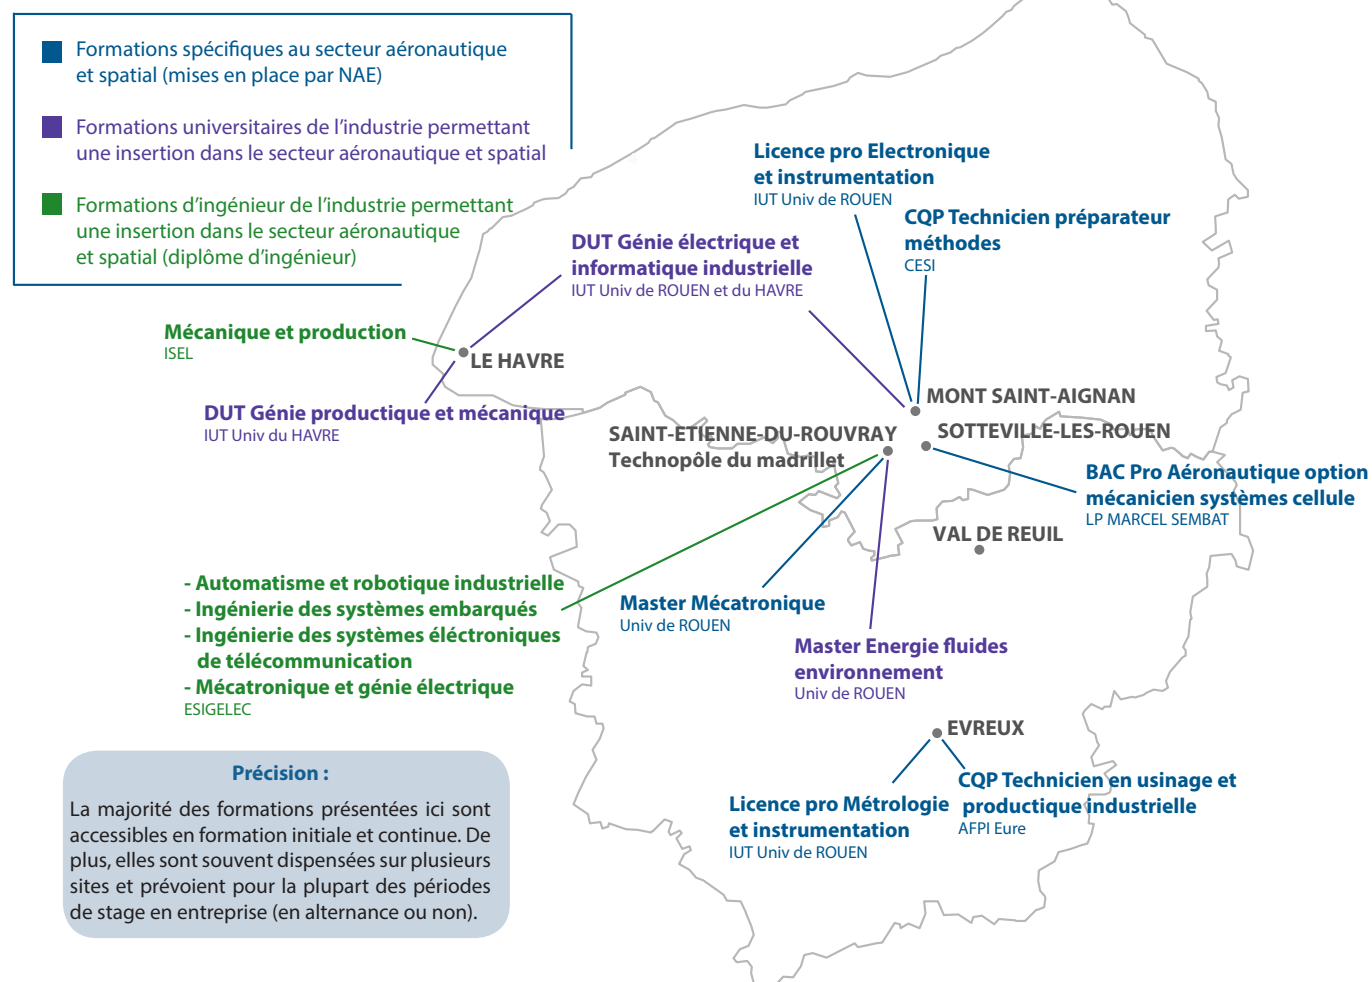 Formations spécifiques au secteur aéronautique
et spatial (mises en place par NAE)
Formations universitaires de l'industrie permettant
une insertion dans le secteur aéronautique et spatial
Formations d'ingénieur de l'industrie permettant
une insertion dans le secteur aéronautique
et spatial (diplôme d'ingénieur)
Licence pro Electronique
et instrumentation
IUT Univ de ROUEN
CQP Technicien préparateur
méthodes
CESI
DUT Génie électrique et
informatique industrielle
IUT Univ de ROUEN et du HAVRE
Mécanique et production
ISEL
LE HAVRE
DUT Génie productique et mécanique
IUT Univ du HAVRE
MONT SAINT-AIGNAN
SAINT-ETIENNE-DU-ROUVRAY
Technopôle du madrillet
SOTTEVILLE-LES-ROUEN
BAC Pro Aéronautique option
mécanicien systèmes cellule
LP MARCEL SEMBAT
VAL DE REUIL
- Automatisme et robotique industrielle
- Ingénierie des systèmes embarqués
- Ingénierie des systèmes éléctroniques
de télécommunication
- Mécatronique et génie électrique
ESIGELEC
Master Mécatronique
Univ de ROUEN
Master Energie fluides
environnement
Univ de ROUEN
EVREUX
Licence pro Métrologie
et instrumentation
IUT Univ de ROUEN
CQP Technicien en usinage et
productique industrielle
AFPI Eure
Précision :
La majorité des formations présentées ici sont
accessibles en formation initiale et continue. De
plus, elles sont souvent dispensées sur plusieurs
sites et prévoient pour la plupart des périodes
de stage en entreprise (en alternance ou non).